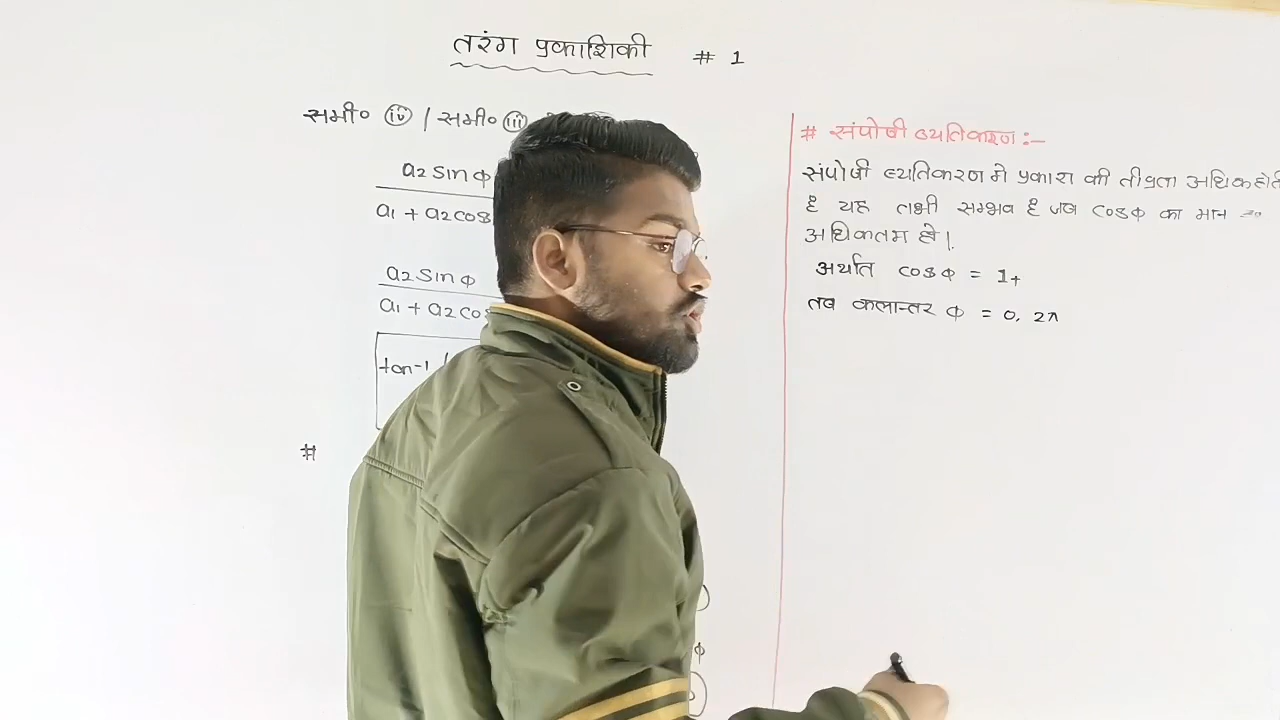 तरंग प्रकाशिकी # 1
समी० (iv) / समी० (iii)
a₂ sin ϕ
a₁ + a₂ cos
a₂ sin ϕ
a₁ + a₂ cos
tan-1
#
ϕ
# संपोषी व्यतिकरण :-
संपोषी व्यतिकरण में प्रकाश की तीव्रता अधिक होती
है यह तभी सम्भव है जब cosϕ का मान
अधिकतम हो।
अर्थात cosϕ = 1
तब कलान्तर ϕ = 0, 2π